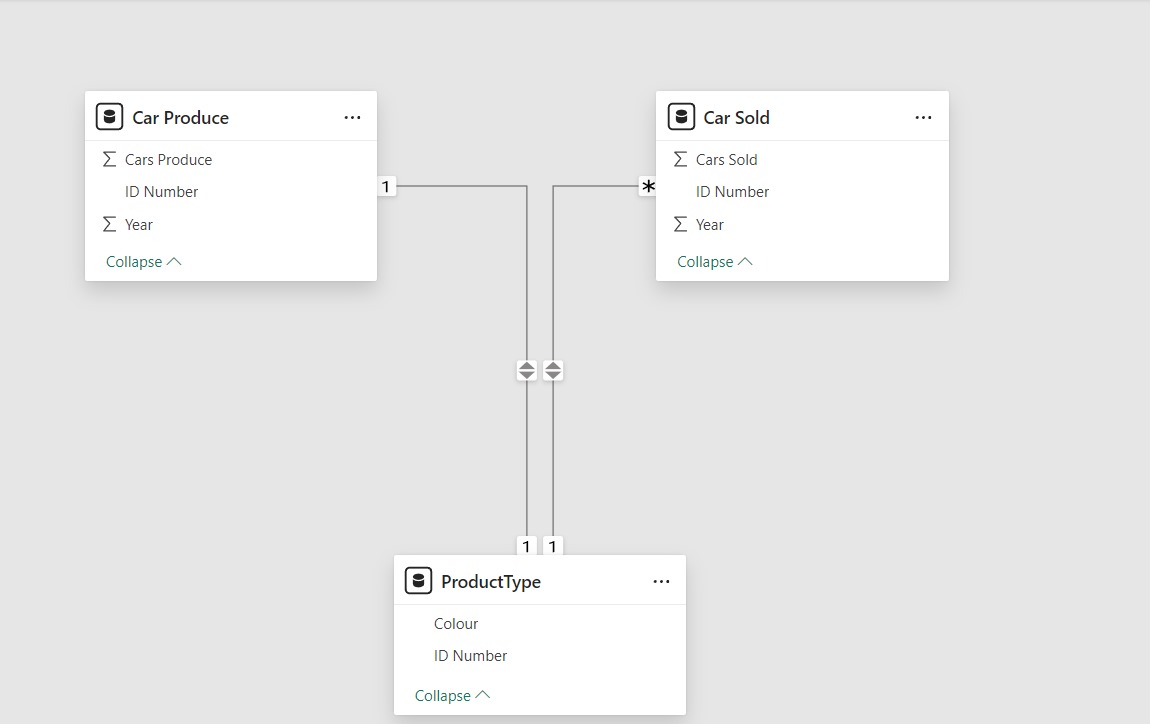 Car Produce
Σ Cars Produce
ID Number
Σ Year
Collapse
Car Sold
Σ Cars Sold
ID Number
Σ Year
Collapse
1
*
1 1
ProductType
Colour
ID Number
Collapse